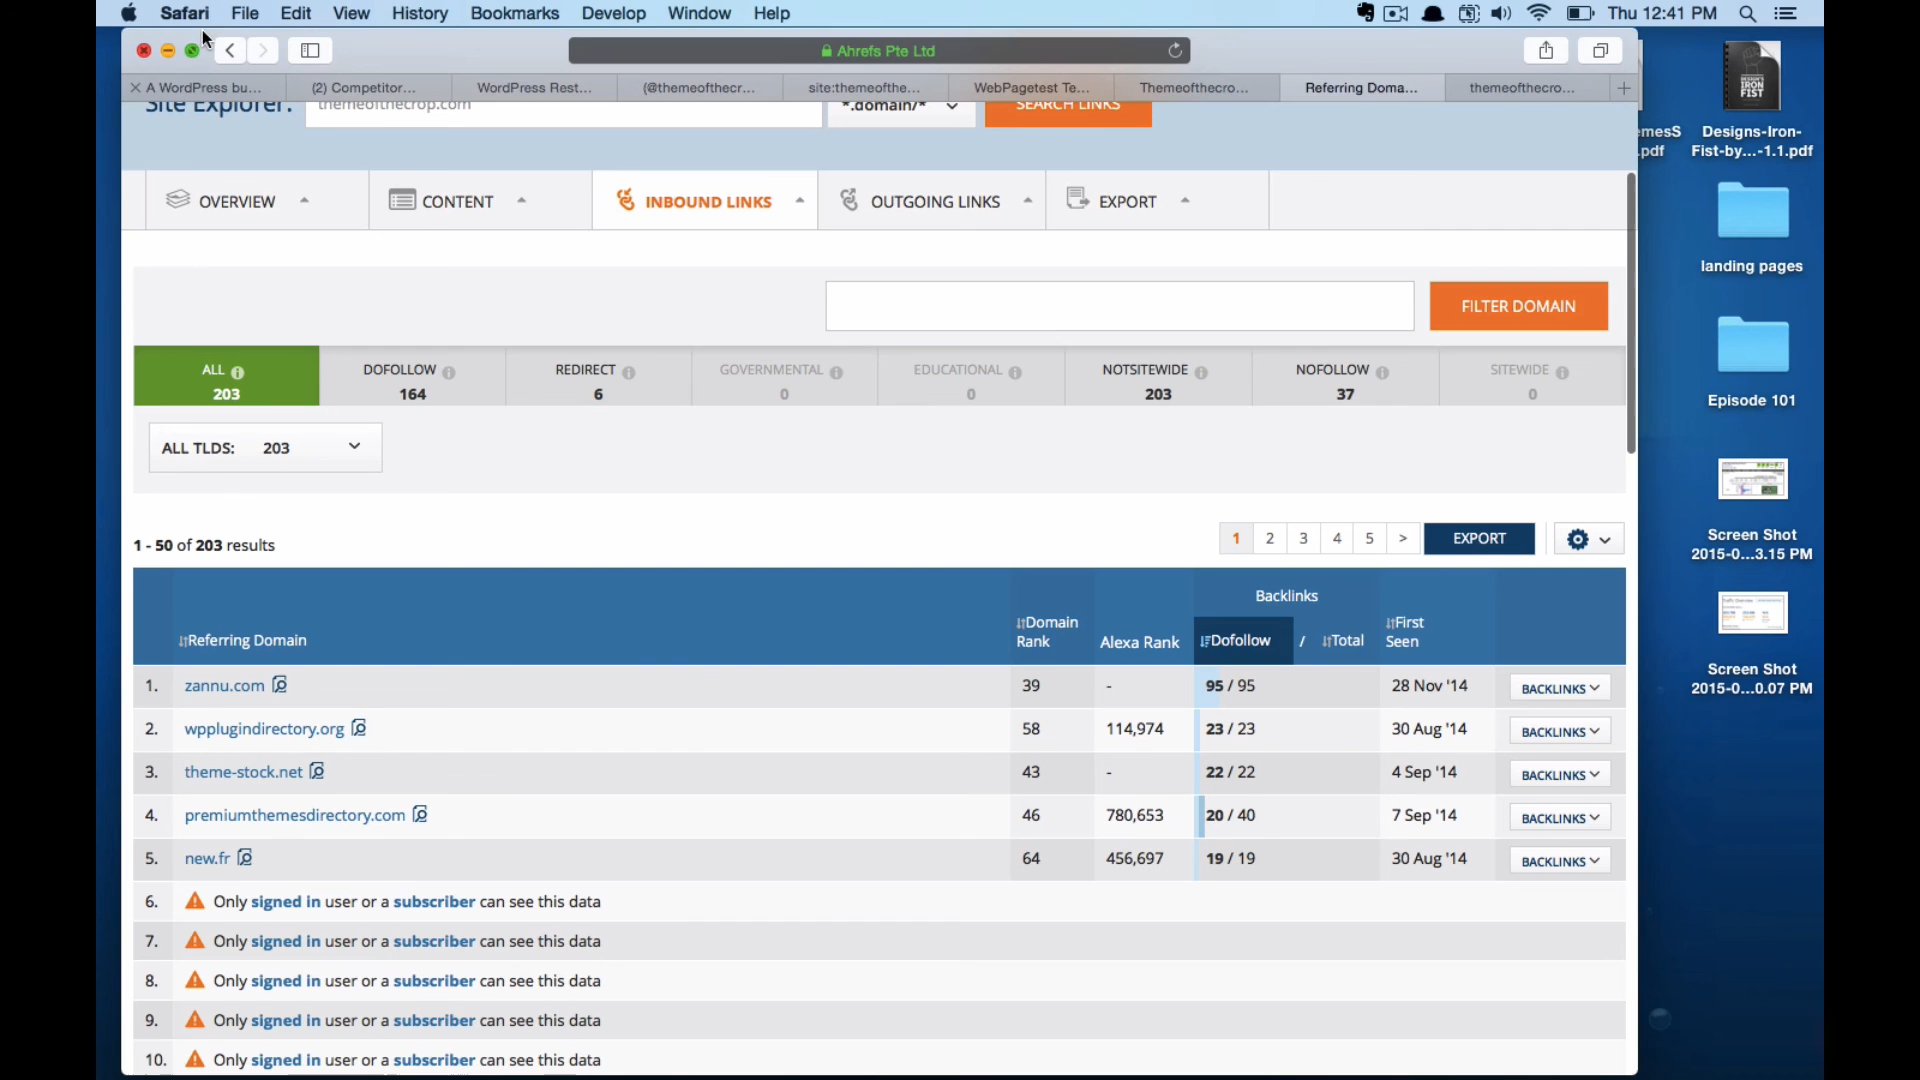 Safari File Edit View History Bookmarks Develop Window Help Thu 12:41 PM
Ahrefs Pte Ltd
A WordPress bu... (2) Competitor... WordPress Rest... (@themeofthecr... site:themeofthe... WebPagetest Te... Themeofthecro... Referring Doma... themeofthecro...
Site Explorer: themeofthecrop.com *.domain/* SEARCH LINKS
OVERVIEW CONTENT INBOUND LINKS OUTGOING LINKS EXPORT
FILTER DOMAIN
ALL DOFOLLOW REDIRECT GOVERNMENTAL EDUCATIONAL NOTSITEWIDE NOFOLLOW SITEWIDE
203 164 6 0 0 203 37 0
ALL TLDS: 203
1 - 50 of 203 results 1 2 3 4 5 > EXPORT
Backlinks
Referring Domain Domain Rank Alexa Rank Dofollow / Total First Seen
1. zannu.com 39 - 95 / 95 28 Nov '14 BACKLINKS
2. wpplugindirectory.org 58 114,974 23 / 23 30 Aug '14 BACKLINKS
3. theme-stock.net 43 - 22 / 22 4 Sep '14 BACKLINKS
4. premiumthemesdirectory.com 46 780,653 20 / 40 7 Sep '14 BACKLINKS
5. new.fr 64 456,697 19 / 19 30 Aug '14 BACKLINKS
6. Only signed in user or a subscriber can see this data
7. Only signed in user or a subscriber can see this data
8. Only signed in user or a subscriber can see this data
9. Only signed in user or a subscriber can see this data
10. Only signed in user or a subscriber can see this data
DESIGN'S
IRON
FIST
mesS
.pdf
Designs-Iron-
Fist-by...-1.1.pdf
landing pages
Episode 101
Screen Shot
2015-0...3.15 PM
Screen Shot
2015-0...0.07 PM